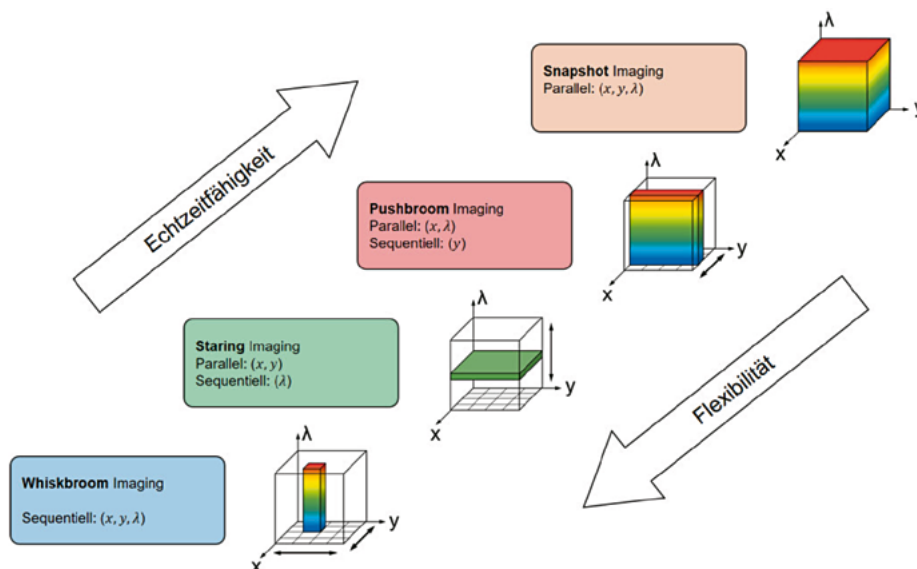 λ
Snapshot Imaging
Parallel: (x, y, λ)
y
x
Echtzeitfähigkeit
λ
Pushbroom Imaging
Parallel: (x, λ)
Sequentiell: (y)
y
x
λ
Staring Imaging
Parallel: (x, y)
Sequentiell: (λ)
y
x
Flexibilität
λ
Whiskbroom Imaging
Sequentiell: (x, y, λ)
y
x